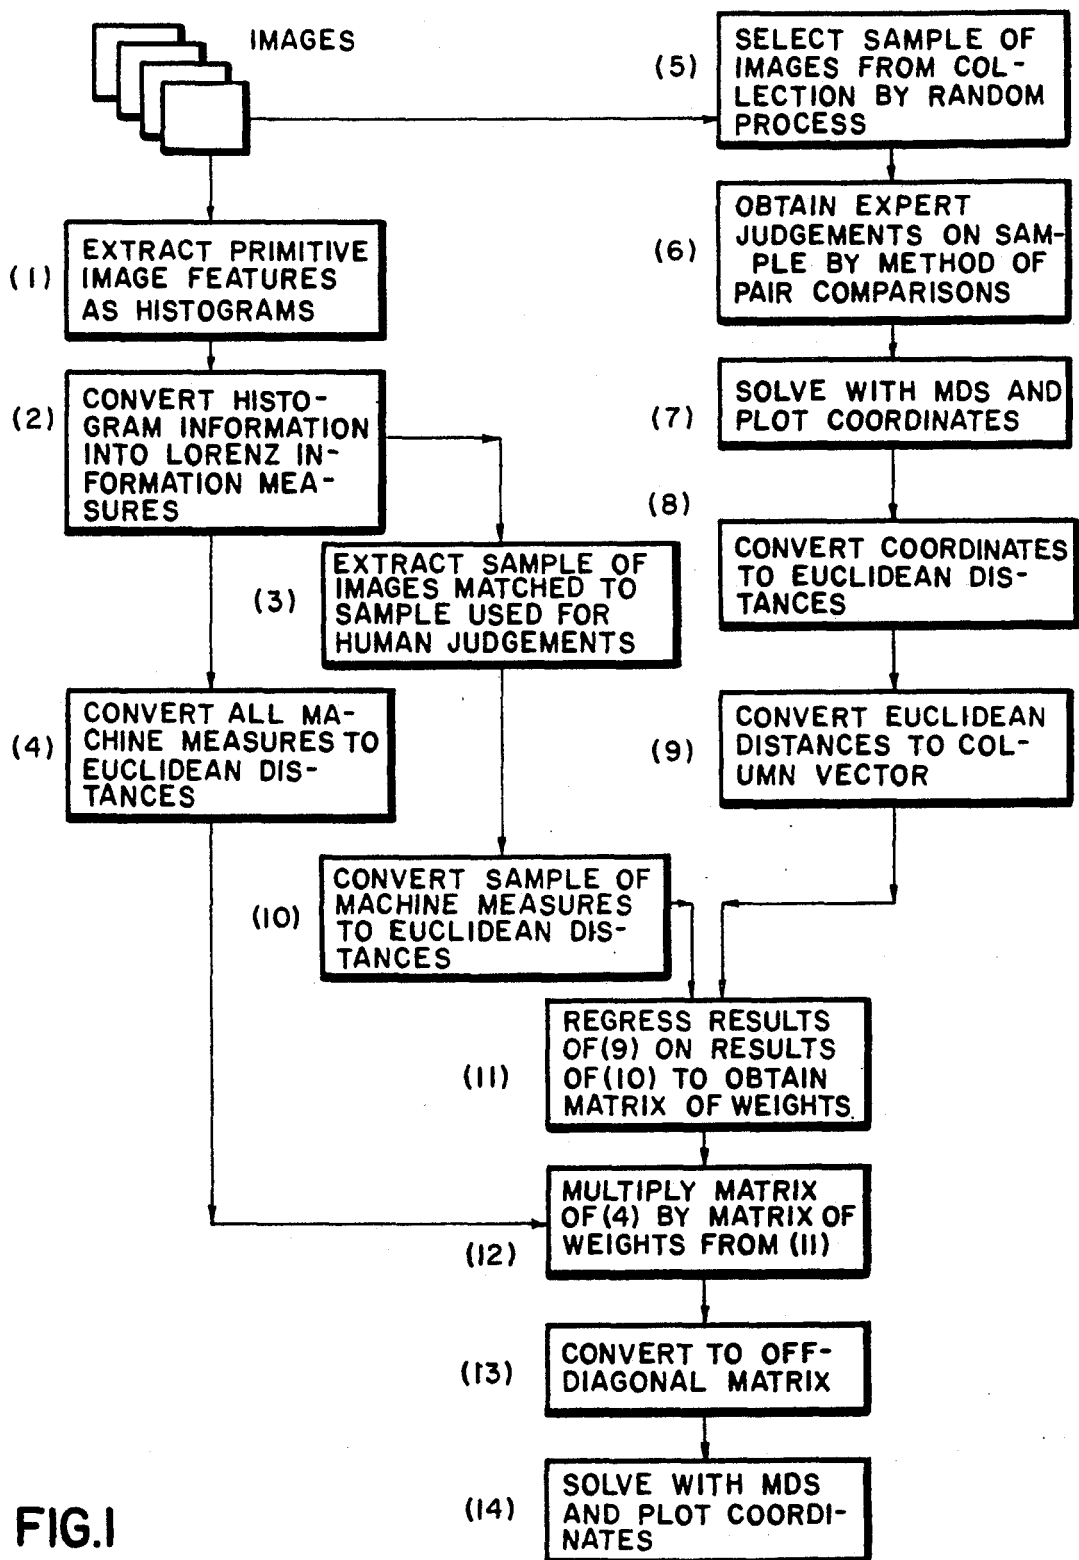 IMAGES
(1)
EXTRACT PRIMITIVE
IMAGE FEATURES
AS HISTOGRAMS
(2)
CONVERT HISTO-
GRAM INFORMATION
INTO LORENZ IN-
FORMATION MEA-
SURES
(3)
EXTRACT SAMPLE OF
IMAGES MATCHED TO
SAMPLE USED FOR
HUMAN JUDGEMENTS
(4)
CONVERT ALL MA-
CHINE MEASURES TO
EUCLIDEAN DIS-
TANCES
(5)
SELECT SAMPLE OF
IMAGES FROM COL-
LECTION BY RANDOM
PROCESS
(6)
OBTAIN EXPERT
JUDGEMENTS ON SAM-
PLE BY METHOD OF
PAIR COMPARISONS
(7)
SOLVE WITH MDS AND
PLOT COORDINATES
(8)
CONVERT COORDINATES
TO EUCLIDEAN DIS-
TANCES
(9)
CONVERT EUCLIDEAN
DISTANCES TO COL-
UMN VECTOR
(10)
CONVERT SAMPLE OF
MACHINE MEASURES
TO EUCLIDEAN DIS-
TANCES
(11)
REGRESS RESULTS
OF(9) ON RESULTS
OF(10) TO OBTAIN
MATRIX OF WEIGHTS
(12)
MULTIPLY MATRIX
OF(4) BY MATRIX OF
WEIGHTS FROM (11)
(13)
CONVERT TO OFF-
DIAGONAL MATRIX
(14)
SOLVE WITH MDS
AND PLOT COORDI-
NATES
FIG.1